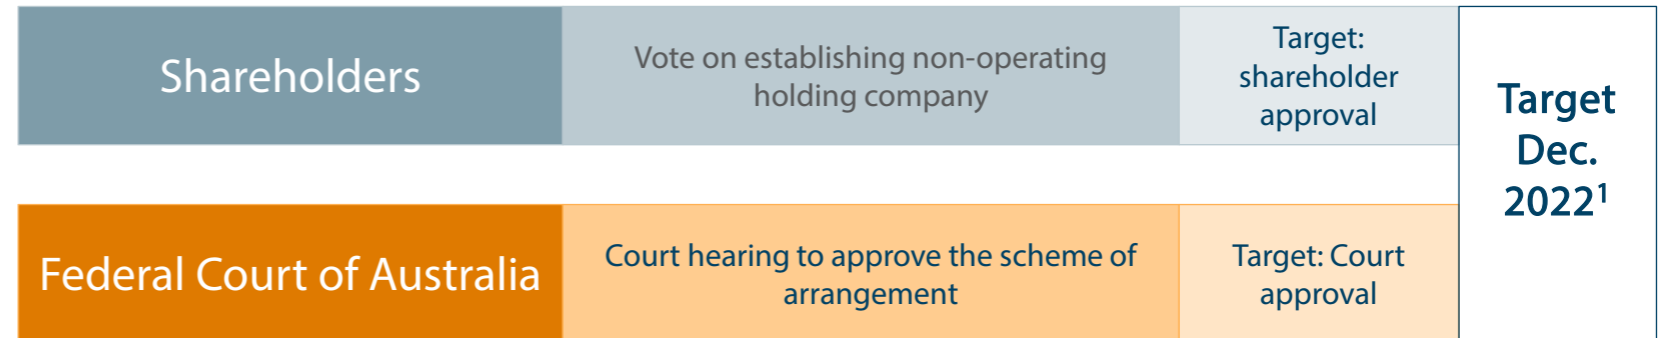 Shareholders
Vote on establishing non-operating
holding company
Target:
shareholder
approval
Target
Dec.
2022¹
Federal Court of Australia
Court hearing to approve the scheme of
arrangement
Target: Court
approval